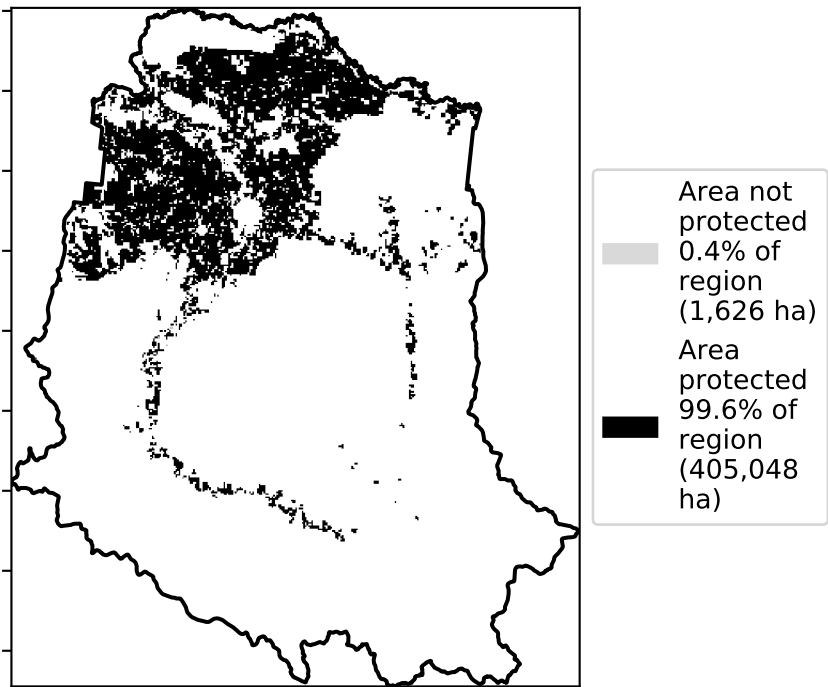 Area not
protected
0.4% of
region
(1,626 ha)
Area
protected
99.6% of
region
(405,048
ha)